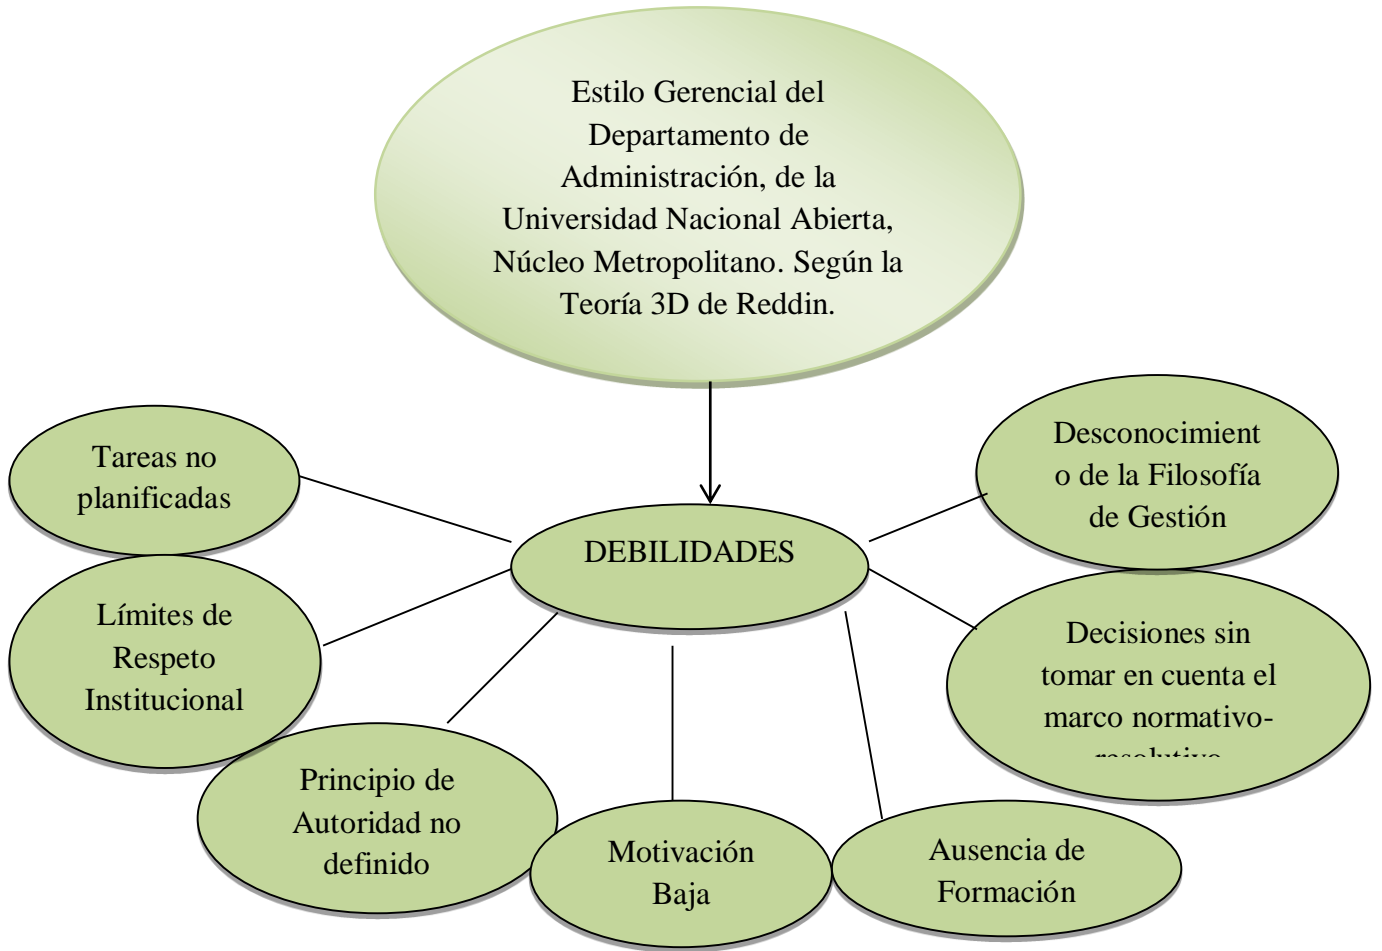 Estilo Gerencial del
Departamento de
Administración, de la
Universidad Nacional Abierta,
Núcleo Metropolitano. Según la
Teoría 3D de Reddin.
DEBILIDADES
Tareas no
planificadas
Límites de
Respeto
Institucional
Principio de
Autoridad no
definido
Motivación
Baja
Ausencia de
Formación
Decisiones sin
tomar en cuenta el
marco normativo-
resolutivo
Desconocimient
o de la Filosofía
de Gestión